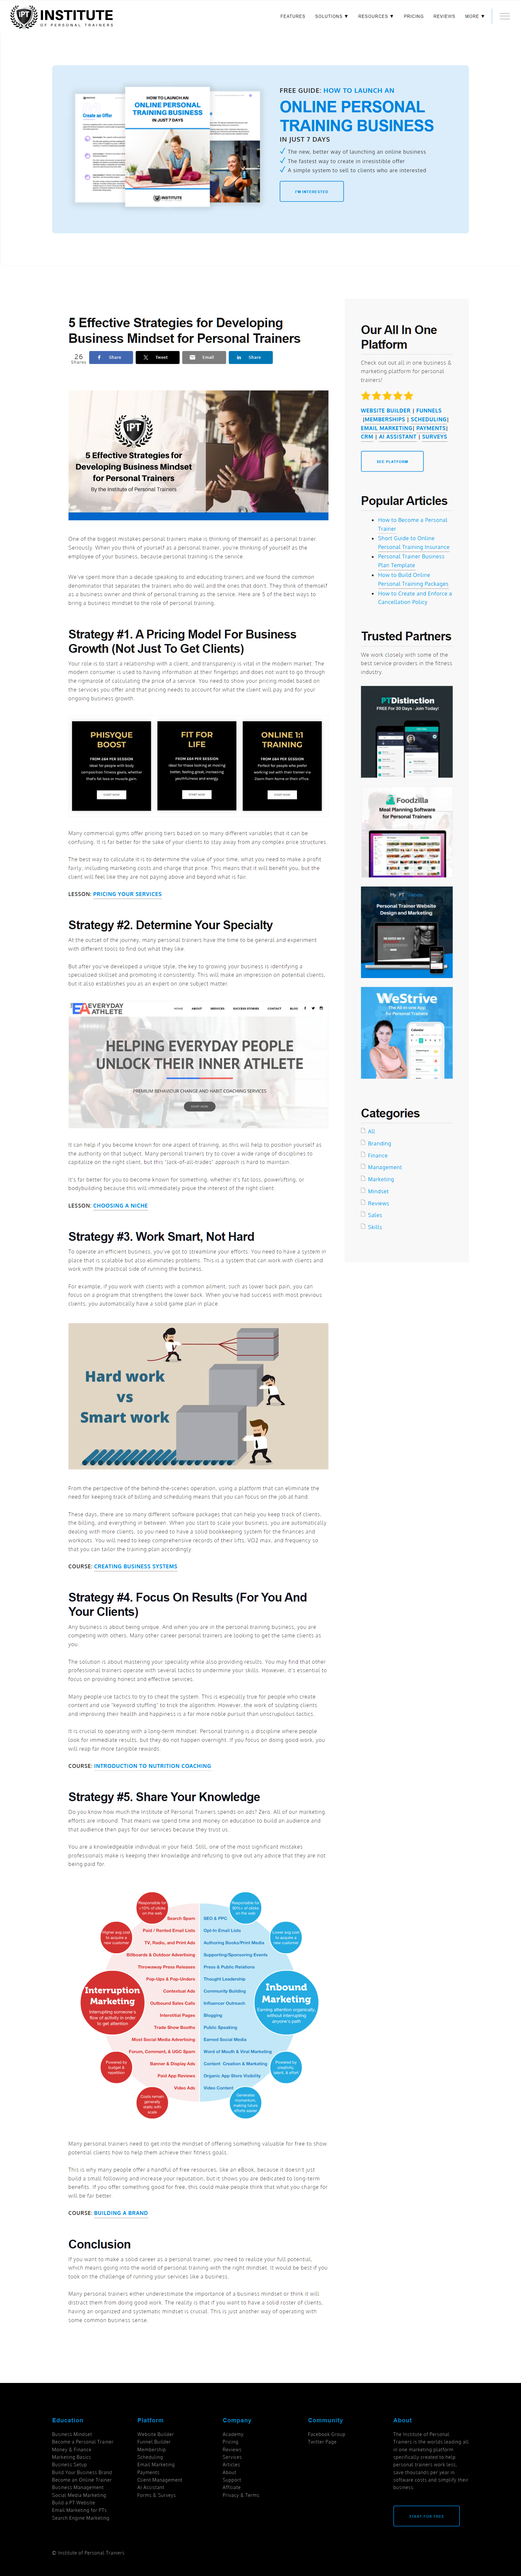 IPT
INSTITUTE
OF PERSONAL TRAINERS
FEATURES
SOLUTIONS ▼
RESOURCES ▼
PRICING
REVIEWS
MORE ▼
HOW TO LAUNCH AN
ONLINE PERSONAL
TRAINING BUSINESS
IN JUST 7 DAYS
Create an Offer
INSTITUTE
FREE GUIDE: HOW TO LAUNCH AN
ONLINE PERSONAL
TRAINING BUSINESS
IN JUST 7 DAYS
✓ The new, better way of launching an online business
✓ The fastest way to create in irresistible offer
✓ A simple system to sell to clients who are interested
I'M INTERESTED
5 Effective Strategies for Developing
Business Mindset for Personal Trainers
26
Shares
Share
Tweet
Email
Share
IPT
5 Effective Strategies for
Developing Business Mindset
for Personal Trainers
By the Institute of Personal Trainers
One of the biggest mistakes personal trainers make is thinking of themself as a personal trainer.
Seriously. When you think of yourself as a personal trainer, you're thinking of yourself as the
employee of your business, because personal training is the service.
We've spent more than a decade speaking to and educating trainers and we've found the common
denominator that separates the trainers who do well and the ones that don't. They think of themself
as a business owner and think of personal training as the service. Here are 5 of the best ways to
bring a business mindset to the role of personal training.
Strategy #1. A Pricing Model For Business
Growth (Not Just To Get Clients)
Your role is to start a relationship with a client, and transparency is vital in the modern market. The
modern consumer is used to having information at their fingertips and does not want to go through
the rigmarole of calculating the price of a service. You need to show your pricing model based on
the services you offer and that pricing needs to account for what the client will pay and for your
ongoing business growth.
PHISYQUE
BOOST
START NOW
FIT FOR
LIFE
START NOW
ONLINE 1:1
TRAINING
START NOW
Many commercial gyms offer pricing tiers based on so many different variables that it can be
confusing. It is far better for the sake of your clients to stay away from any complex price structures.
The best way to calculate it is to determine the value of your service, what you need to make a profit
fairly, including marketing costs and charge that price. This means that it will benefit you, but the
client will feel like they are not paying above and beyond what is fair.
LESSON: PRICING YOUR SERVICES
Strategy #2. Determine Your Specialty
At the outset of the journey, many personal trainers have the time to be general and experiment
with different tools to find out what they like.
But after you've developed a unique style, the key to growing your business is identifying a
specialized skillset and promoting it consistently. This will make an impression on potential clients,
but it also establishes you as an expert on one subject matter.
EA EVERYDAY
ATHLETE
HOME
ABOUT
SERVICES
SUCCESS STORIES
CONTACT
BLOG
HELPING EVERYDAY PEOPLE
UNLOCK THEIR INNER ATHLETE
PREMIUM BEHAVIOUR CHANGE AND HABIT COACHING SERVICES
It can help if you become known for one aspect of training, as this will help to position yourself as
the authority on that subject. Many personal trainers try to cover a wide range of disciplines to
capitalize on the right client, but this "jack-of-all-trades" approach is hard to maintain.
It's far better for you to become known for something, whether it's fat loss, powerlifting, or
bodybuilding because this will immediately pique the interest of the right client.
LESSON: CHOOSING A NICHE
Strategy #3. Work Smart, Not Hard
To operate an efficient business, you've got to streamline your efforts. You need to have a system in
place that is scalable but also eliminates problems. This is a system that can work with clients and
work with the practical side of running the business.
For example, if you work with clients with a common ailment, such as lower back pain, you can
focus on a program that strengthens the lower back. When you've had success with most previous
clients, you automatically have a solid game plan in place.
Hard work
vs
Smart work
From the perspective of the behind-the-scenes operation, using a platform that can eliminate the
need for keeping track of billing and scheduling means that you can focus on the job at hand.
These days, there are so many different software packages that can help you keep track of clients,
the billing, and everything in between. When you start to scale your business, you are automatically
dealing with more clients, so you need to have a solid bookkeeping system for the finances and
workouts. You will need to keep comprehensive records of their lifts, VO2 max, and frequency so
that you can tailor the training plan accordingly.
COURSE: CREATING BUSINESS SYSTEMS
Strategy #4. Focus On Results (For You And
Your Clients)
Any business is about being unique. And when you are in the personal training business, you are
competing with others. Many other career personal trainers are looking to get the same clients as
you.
The solution is about mastering your speciality while also providing results. You may find that other
professional trainers operate with several tactics to undermine your skills. However, it's essential to
focus on providing honest and effective services.
Many people use tactics to try to cheat the system. This is especially true for people who create
content and use "keyword stuffing" to trick the algorithm. However, the work of sculpting clients
and improving their health and happiness is a far more noble pursuit than unscrupulous tactics.
It is crucial to operating with a long-term mindset. Personal training is a discipline where people
look for immediate results, but they do not happen overnight. If you focus on doing good work, you
will reap far more tangible rewards.
COURSE: INTRODUCTION TO NUTRITION COACHING
Strategy #5. Share Your Knowledge
Do you know how much the Institute of Personal Trainers spends on ads? Zero. All of our marketing
efforts are inbound. That means we spend time and money on education to build an audience and
that audience then pays for our services because they trust us.
You are a knowledgeable individual in your field. Still, one of the most significant mistakes
professionals make is keeping their knowledge and refusing to give out any advice that they are not
being paid for.
Interruption
Marketing
Interrupting someone's
flow of activity in order
to get attention
Responsible for
<10% of clicks
on the web
Higher avg cost
to acquire a
new customer
Powered by
budget &
repetition
Costs remain
generally
static with
scale
Search Spam
Paid / Rented Email Lists
TV, Radio, and Print Ads
Billboards & Outdoor Advertising
Throwaway Press Releases
Pop-Ups & Pop-Unders
Contextual Ads
Outbound Sales Calls
Interstitial Pages
Trade Show Booths
Most Social Media Advertising
Forum, Comment, & UGC Spam
Banner & Display Ads
Paid App Reviews
Video Ads
SEO & PPC
Opt-In Email Lists
Authoring Books/Print Media
Supporting/Sponsoring Events
Press & Public Relations
Thought Leadership
Community Building
Influencer Outreach
Blogging
Public Speaking
Earned Social Media
Word of Mouth & Viral Marketing
Content Creation & Marketing
Organic App Store Visibility
Video Content
Responsible for
90%+ of clicks
on the web
Lower avg cost
to acquire a
new customer
Inbound
Marketing
Earning attention organically,
without interrupting
anyone's path
Powered by
creativity,
talent, & effort
Generates
momentum,
making future
efforts easier
Many personal trainers need to get into the mindset of offering something valuable for free to show
potential clients how to help them achieve their fitness goals.
This is why many people offer a handful of free resources, like an eBook, because it doesn't just
build a small following and increase your reputation, but it shows you are dedicated to long-term
benefits. If you offer something good for free, this could make people think that what you charge for
will be far better.
COURSE: BUILDING A BRAND
Conclusion
If you want to make a solid career as a personal trainer, you need to realize your full potential,
which means going into the world of personal training with the right mindset. It would be best if you
took on the challenge of running your services like a business.
Many personal trainers either underestimate the importance of a business mindset or think it will
distract them from doing good work. The reality is that if you want to have a solid roster of clients,
having an organized and systematic mindset is crucial. This is just another way of operating with
some common business sense.
Our All In One
Platform
Check out out all in one business &
marketing platform for personal
trainers!
WEBSITE BUILDER | FUNNELS
|MEMBERSHIPS | SCHEDULING|
EMAIL MARKETING| PAYMENTS|
CRM | AI ASSISTANT | SURVEYS
SEE PLATFORM
Popular Articles
How to Become a Personal
Trainer
Short Guide to Online
Personal Training Insurance
Personal Trainer Business
Plan Template
How to Build Online
Personal Training Packages
How to Create and Enforce a
Cancellation Policy
Trusted Partners
We work closely with some of the
best service providers in the fitness
industry.
PTDistinction
FREE For 30 Days - Join Today!
Foodzilla
Meal Planning Software
for Personal Trainers
My PT Website
Personal Trainer Website
Design and Marketing
WeStrive
The All-In-One App
For Personal Trainers
Categories
All
Branding
Finance
Management
Marketing
Mindset
Reviews
Sales
Skills
Education
Business Mindset
Become a Personal Trainer
Money & Finance
Marketing Basics
Business Setup
Build Your Business Brand
Become an Online Trainer
Business Management
Social Media Marketing
Build a PT Website
Email Marketing for PTs
Search Engine Marketing
Platform
Website Builder
Funnel Builder
Membership
Scheduling
Email Marketing
Payments
Client Management
AI Assistant
Forms & Surveys
Company
Academy
Pricing
Reviews
Services
Articles
About
Support
Affiliate
Privacy & Terms
Community
Facebook Group
Twitter Page
About
The Institute of Personal
Trainers is the worlds leading all
in one marketing platform
specifically created to help
personal trainers work less,
save thousands per year in
software costs and simplify their
business.
START FOR FREE
© Institute of Personal Trainers